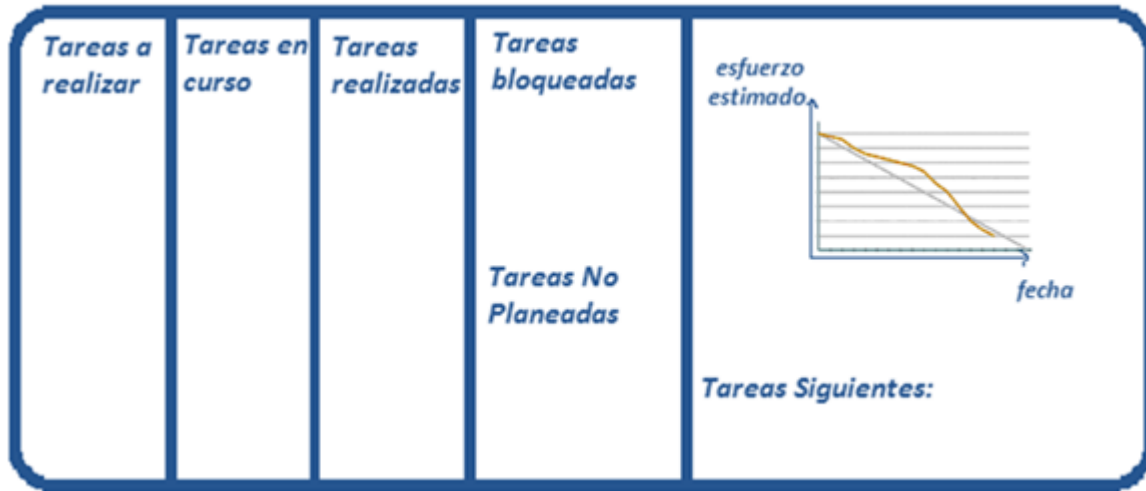 Tareas a
realizar
Tareas en
curso
Tareas
realizadas
Tareas
bloqueadas
Tareas No
Planeadas
esfuerzo
estimado
fecha
Tareas Siguientes: